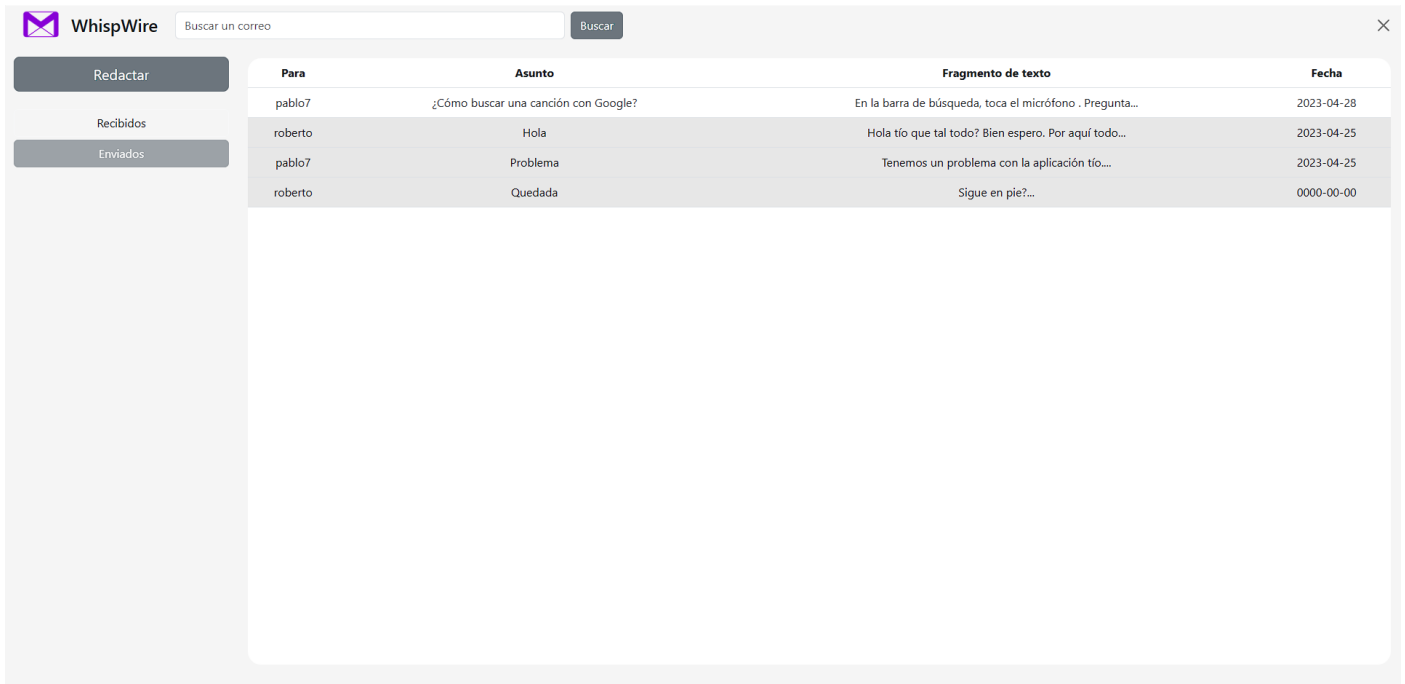 WhispWire Buscar un correo Buscar
Redactar
Recibidos
Enviados
Para Asunto Fragmento de texto Fecha
pablo7 ¿Cómo buscar una canción con Google? En la barra de búsqueda, toca el micrófono . Pregunta... 2023-04-28
roberto Hola Hola tío que tal todo? Bien espero. Por aquí todo... 2023-04-25
pablo7 Problema Tenemos un problema con la aplicación tío.... 2023-04-25
roberto Quedada Sigue en pie?... 0000-00-00